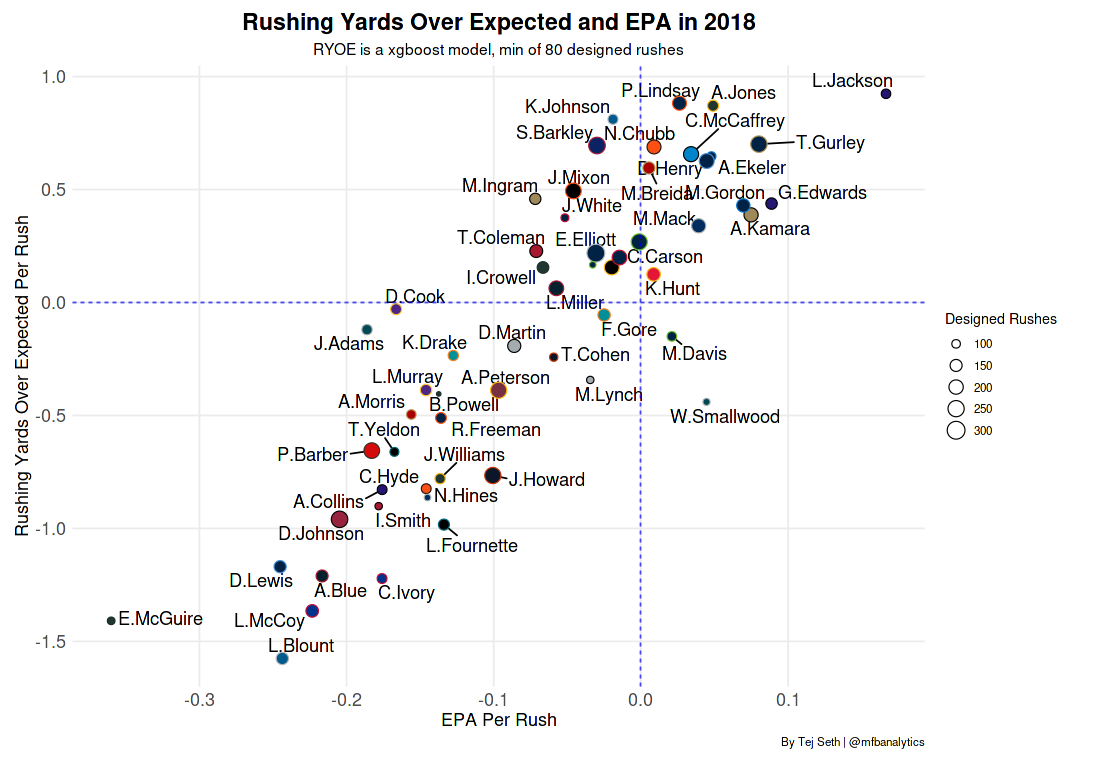 Rushing Yards Over Expected and EPA in 2018
RYOE is a xgboost model, min of 80 designed rushes
1.0
L.Jackson
P.Lindsay
A.Jones
K.Johnson
C.McCaffrey
S.Barkley
N.Chubb
T.Gurley
D.Henry
A.Ekeler
J.Mixon
0.5
M.Ingram
M.Breida
M.Gordon
G.Edwards
J.White
M.Mack
A.Kamara
T.Coleman
E.Elliott
C.Carson
I.Crowell
K.Hunt
0.0
D.Cook
L.Miller
J.Adams
K.Drake
D.Martin
F.Gore
T.Cohen
M.Davis
L.Murray
A.Peterson
M.Lynch
A.Morris
B.Powell
-0.5
W.Smallwood
T.Yeldon
R.Freeman
P.Barber
J.Williams
C.Hyde
J.Howard
A.Collins
N.Hines
I.Smith
-1.0
D.Johnson
L.Fournette
D.Lewis
A.Blue
C.Ivory
E.McGuire
L.McCoy
-1.5
L.Blount
Rushing Yards Over Expected Per Rush
-0.3
-0.2
-0.1
0.0
0.1
EPA Per Rush
Designed Rushes
100
150
200
250
300
By Tej Seth | @mfbanalytics